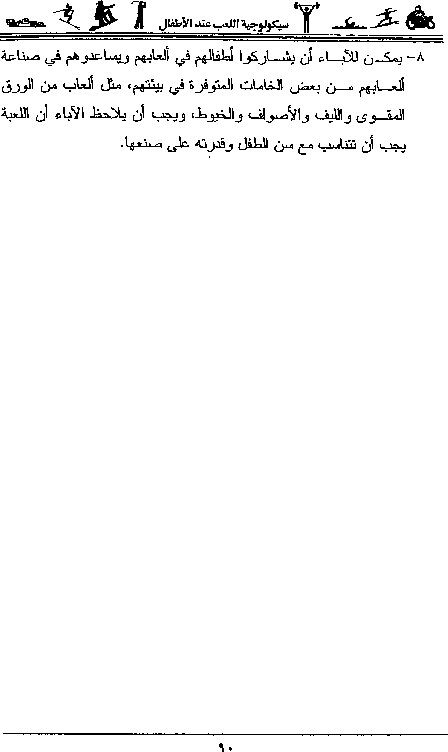 سيكولوجية اللعب عند الأطفال
٨- يمكن للآباء أن يشاركوا أطفالهم في ألعابهم ويساعدوهم في صناعة
ألعابهم من بعض الخامات المتوفرة في بيئتهم، مثل ألعاب من الورق
المقوى والليف والأصواف والخيوط، ويجب أن يلاحظ الآباء أن اللعبة
يجب أن تتناسب مع سن الطفل وقدرته على صنعها.
٩٠